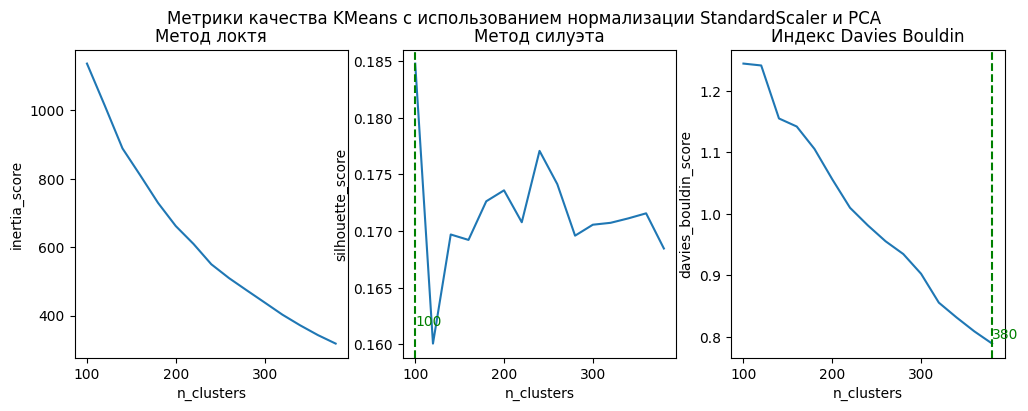 Метрики качества KMeans с использованием нормализации StandardScaler и PCA
Метод локтя
inertia_score
1000
800
600
400
100
200
300
n_clusters
Метод силуэта
silhouette_score
0.185
0.180
0.175
0.170
0.165
0.160
100
100
200
300
n_clusters
Индекс Davies Bouldin
davies_bouldin_score
1.2
1.1
1.0
0.9
0.8
380
100
200
300
n_clusters